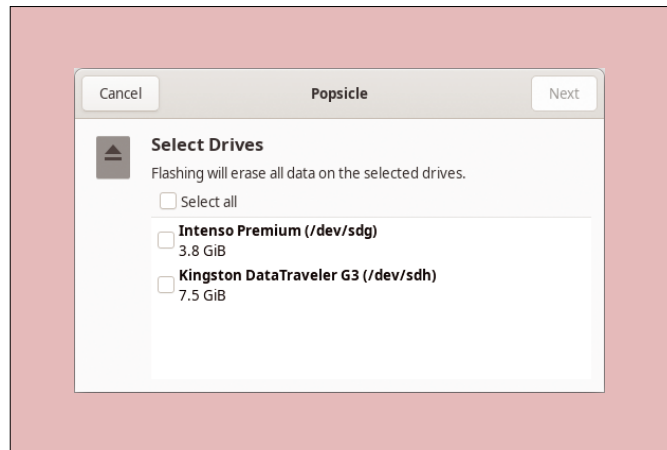 Cancel
Popsicle
Next
Select Drives
Flashing will erase all data on the selected drives.
Select all
Intenso Premium (/dev/sdg)
3.8 GiB
Kingston DataTraveler G3 (/dev/sdh)
7.5 GiB